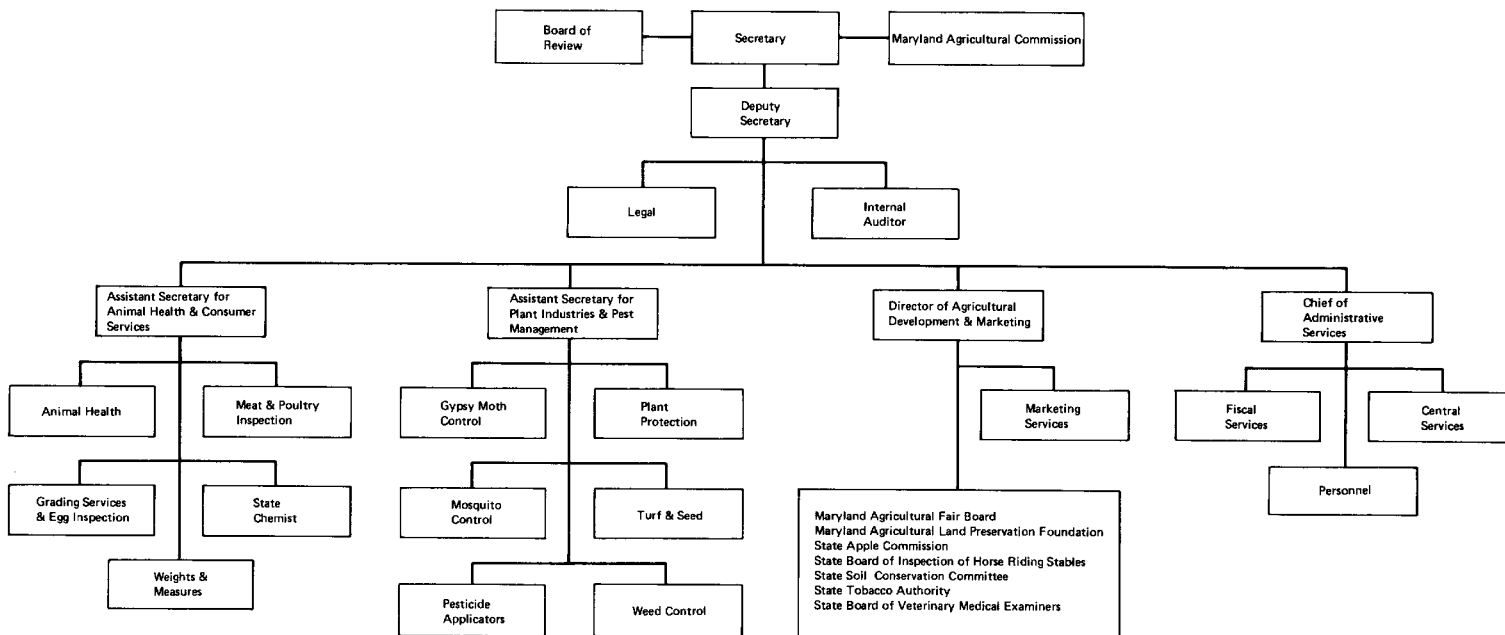 Board of
Review
Secretary
Maryland Agricultural Commission
Deputy
Secretary
Legal
Internal
Auditor
Assistant Secretary for
Animal Health & Consumer
Services
Assistant Secretary for
Plant Industries & Pest
Management
Director of Agricultural
Development & Marketing
Chief of
Administrative
Services
Animal Health
Meat & Poultry
Inspection
Gypsy Moth
Control
Plant
Protection
Marketing
Services
Fiscal
Services
Central
Services
Grading Services
& Egg Inspection
State
Chemist
Mosquito
Control
Turf & Seed
Personnel
Weights &
Measures
Pesticide
Applicators
Weed Control
Maryland Agricultural Fair Board
Maryland Agricultural Land Preservation Foundation
State Apple Commission
State Board of Inspection of Horse Riding Stables
State Soil Conservation Committee
State Tobacco Authority
State Board of Veterinary Medical Examiners